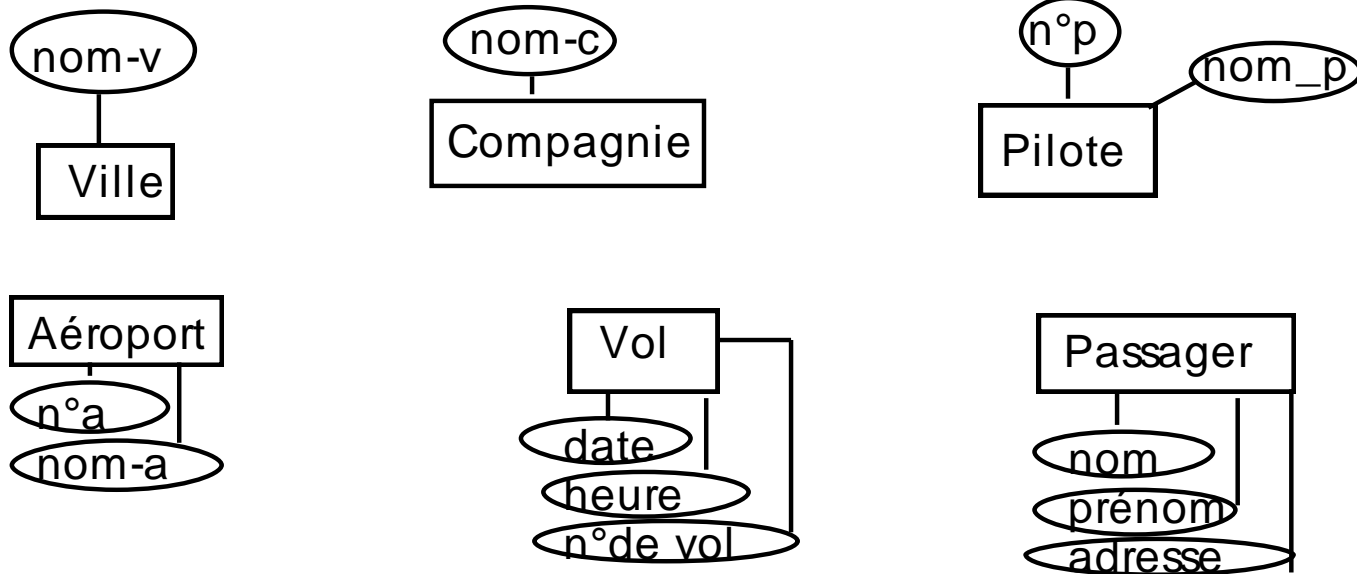 nom-v
Ville
nom-c
Compagnie
n°p
nom_p
Pilote
Aéroport
n°a
nom-a
Vol
date
heure
n°de vol
Passager
nom
prénom
adresse